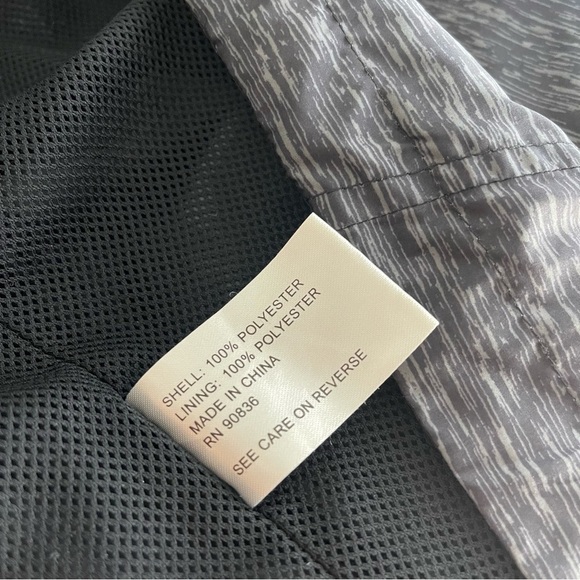 SHELL: 100% POLYESTER
LINING: 100% POLYESTER
MADE IN CHINA
RN 90836
SEE CARE ON REVERSE